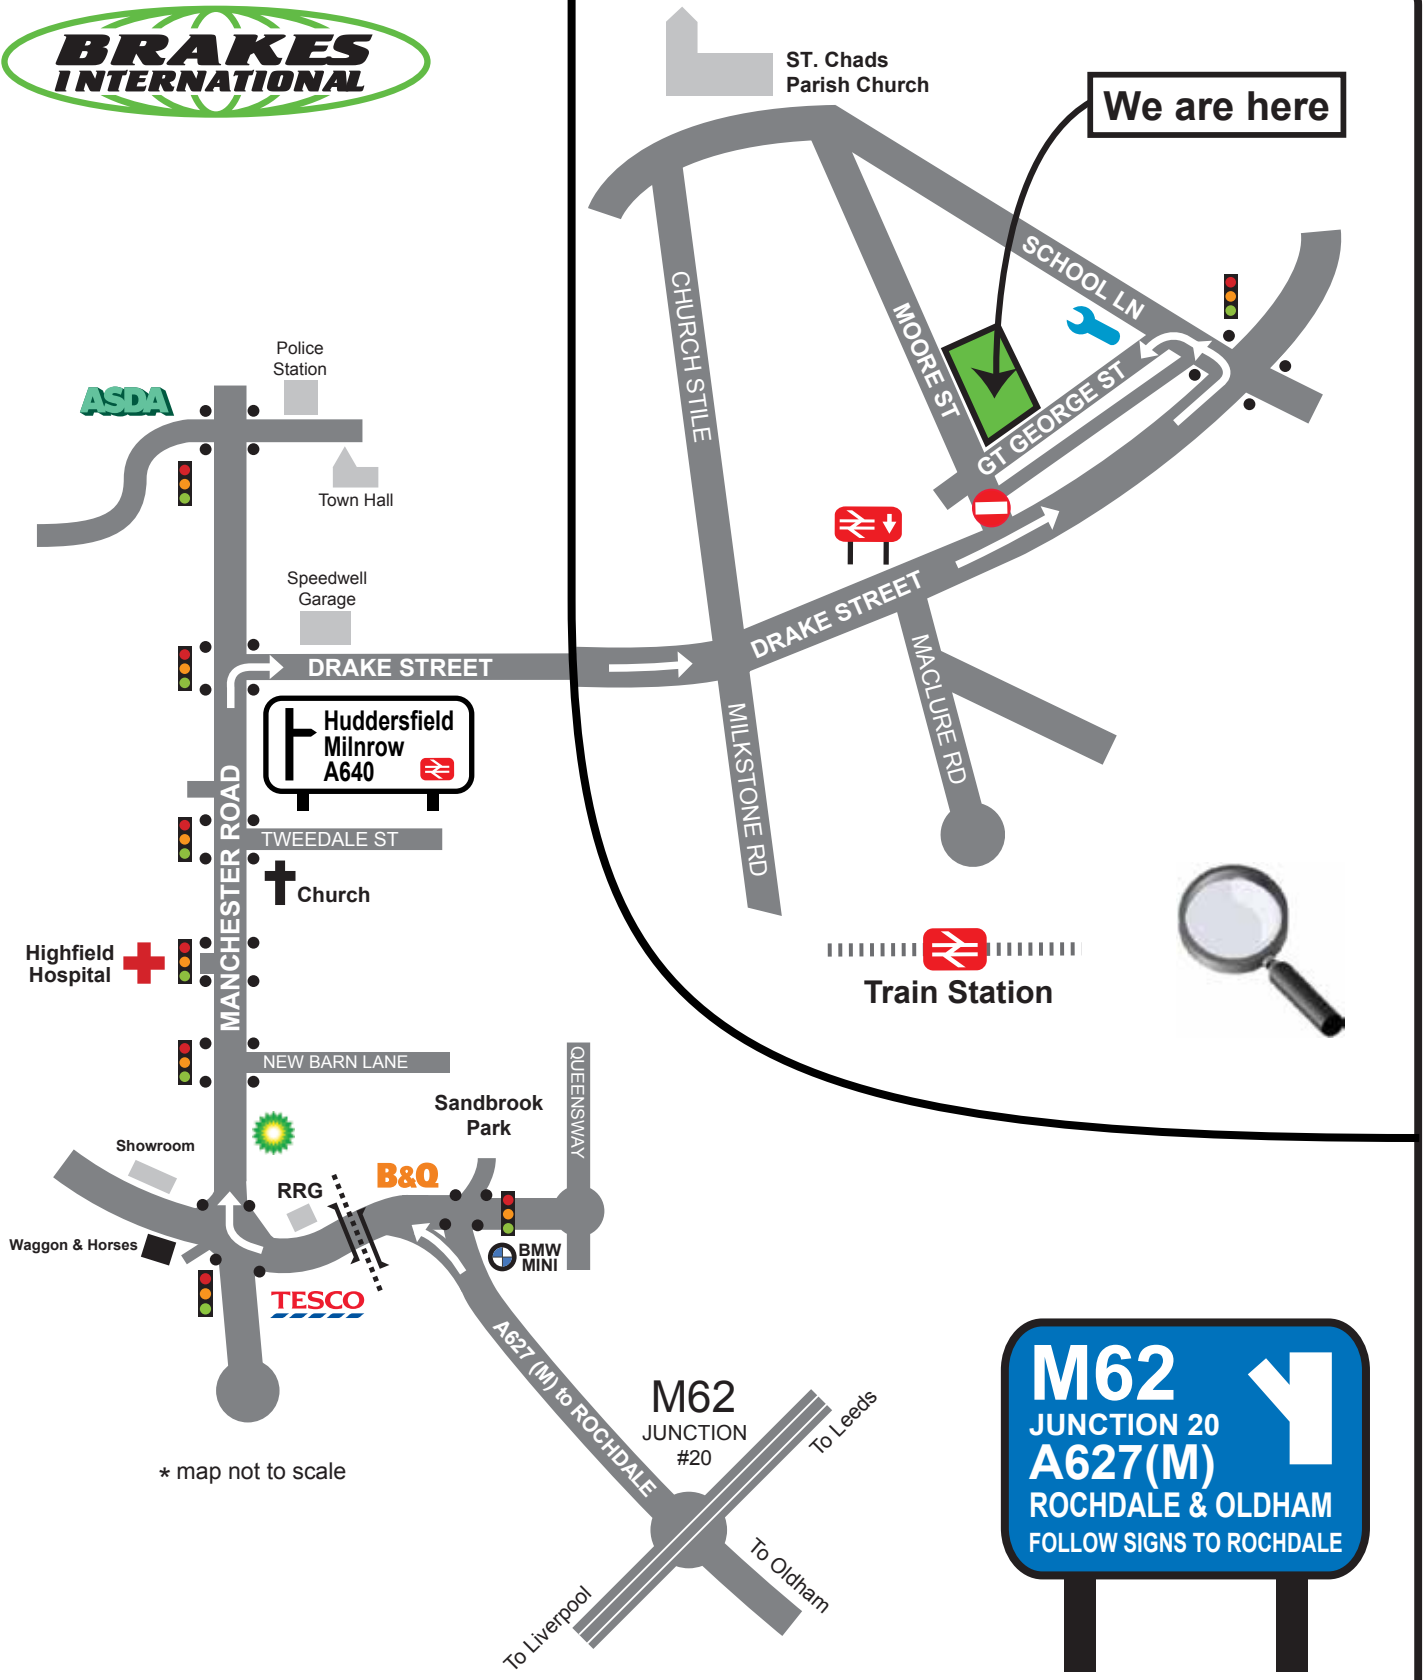 BRAKES
INTERNATIONAL
ST. Chads
Parish Church
We are here
SCHOOL LN
CHURCH STILE
MOORE ST
GT GEORGE ST
Police
Station
ASDA
Town Hall
Speedwell
Garage
DRAKE STREET
DRAKE STREET
MACLURE RD
MILKSTONE RD
Huddersfield
Milnrow
A640
MANCHESTER ROAD
TWEEDALE ST
Church
Highfield
Hospital
Train Station
NEW BARN LANE
QUEENSWAY
Sandbrook
Park
Showroom
B&Q
RRG
Waggon & Horses
BMW
MINI
TESCO
A627 (M) to ROCHDALE
M62
JUNCTION
#20
To Leeds
To Oldham
To Liverpool
* map not to scale
M62
JUNCTION 20
A627(M)
ROCHDALE & OLDHAM
FOLLOW SIGNS TO ROCHDALE